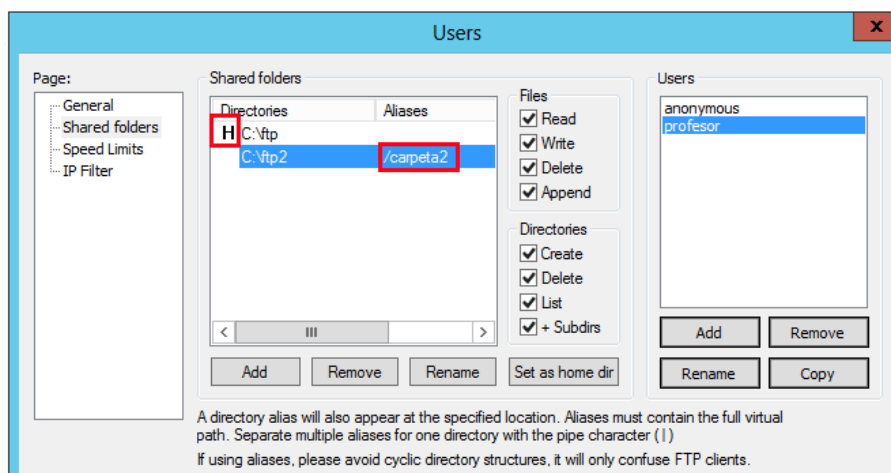 Users
x
Page:
General
Shared folders
Speed Limits
IP Filter
Shared folders
Directories Aliases
H C:\ftp
C:\ftp2 /carpeta2
Add Remove Rename Set as home dir
Files
Read
Write
Delete
Append
Directories
Create
Delete
List
+ Subdirs
Users
anonymous
profesor
Add Remove
Rename Copy
A directory alias will also appear at the specified location. Aliases must contain the full virtual
path. Separate multiple aliases for one directory with the pipe character (|)
If using aliases, please avoid cyclic directory structures, it will only confuse FTP clients.